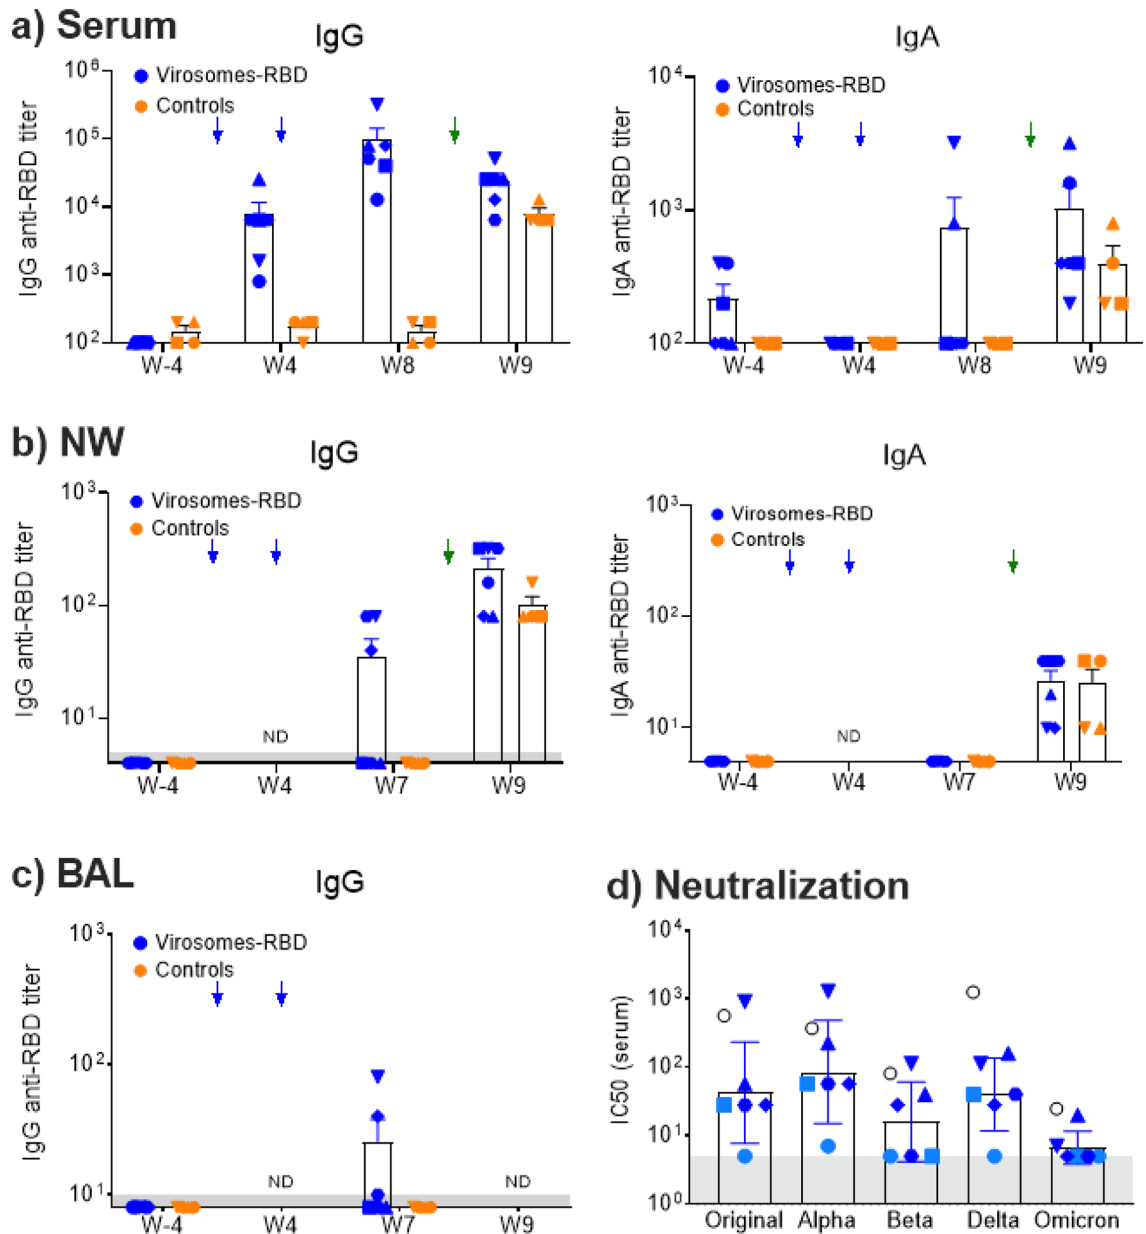 a) Serum
IgG
Virosomes-RBD
Controls
IgG anti-RBD titer
10⁶
10⁵
10⁴
10³
10²
W-4 W4 W8 W9
IgA
Virosomes-RBD
Controls
IgA anti-RBD titer
10⁴
10³
10²
W-4 W4 W8 W9
b) NW
IgG
Virosomes-RBD
Controls
IgG anti-RBD titer
10³
10²
10¹
ND
W-4 W4 W7 W9
IgA
Virosomes-RBD
Controls
IgA anti-RBD titer
10³
10²
10¹
ND
W-4 W4 W7 W9
c) BAL
IgG
Virosomes-RBD
Controls
IgG anti-RBD titer
10³
10²
10¹
ND ND
W-4 W4 W7 W9
d) Neutralization
IC50 (serum)
10⁴
10³
10²
10¹
10⁰
Original Alpha Beta Delta Omicron